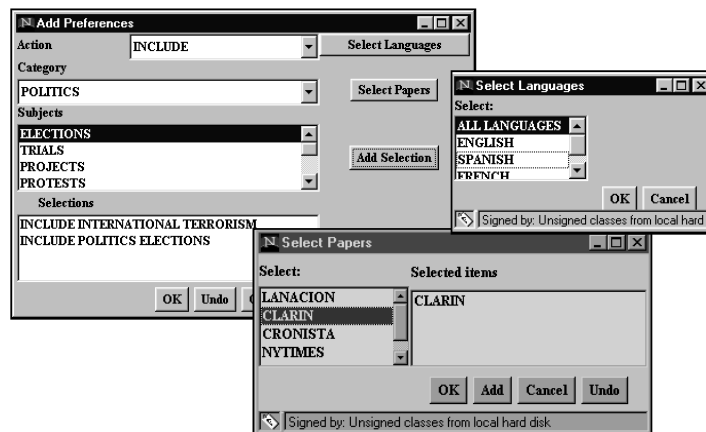 Add Preferences
Action
INCLUDE
Select Languages
Category
POLITICS
Select Papers
Subjects
ELECTIONS
TRIALS
PROJECTS
PROTESTS
Add Selection
Selections
INCLUDE INTERNATIONAL TERRORISM
INCLUDE POLITICS ELECTIONS
OK Undo
Select Languages
Select:
ALL LANGUAGES
ENGLISH
SPANISH
FRENCH
OK Cancel
Signed by: Unsigned classes from local hard
Select Papers
Select:
LANACION
CLARIN
CRONISTA
NYTIMES
Selected items
CLARIN
OK Add Cancel Undo
Signed by: Unsigned classes from local hard disk